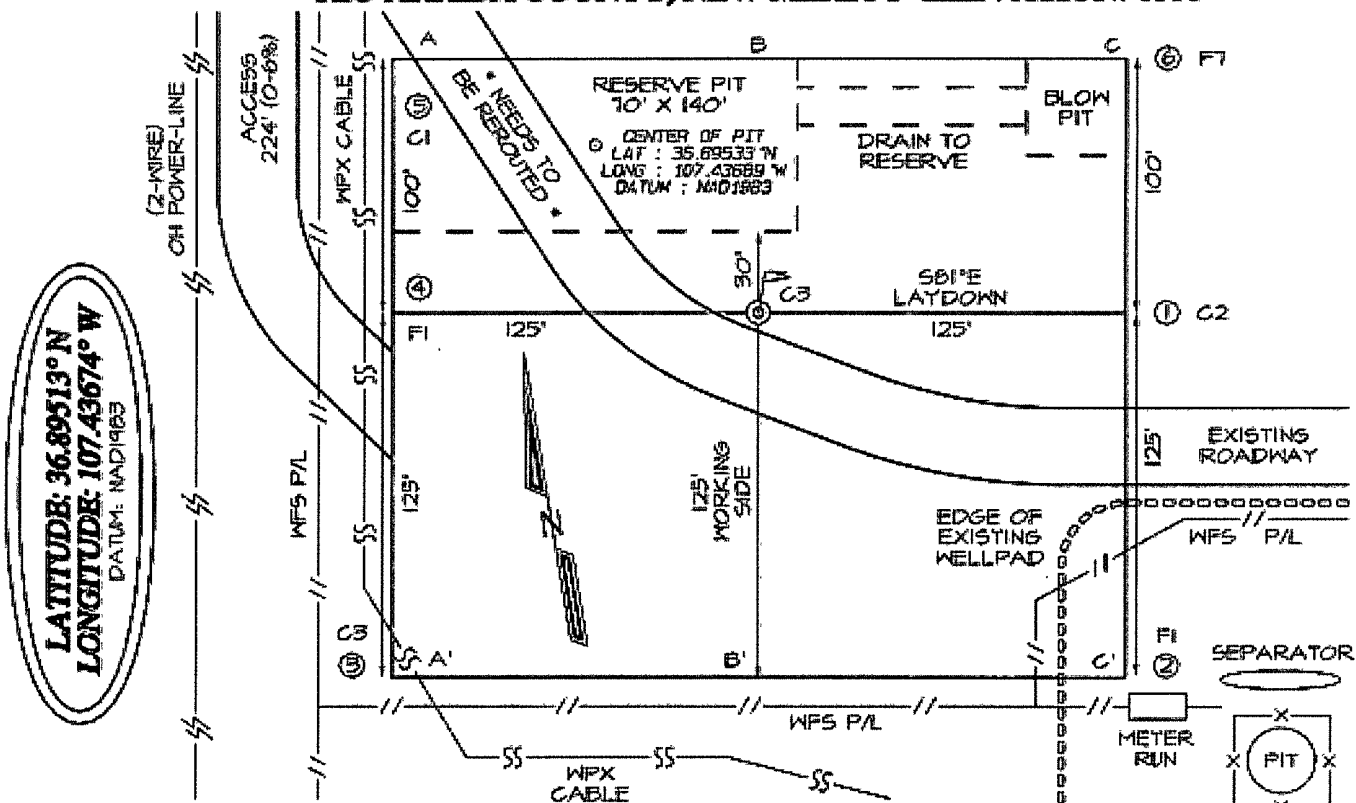 A
B
C
⑥ F7
(2-WIRE)
OH POWER-LINE
ACCESS
224' (0-6%)
WPX CABLE
⑤
C1
100'
* NEEDS TO
BE REROUTED *
RESERVE PIT
70' X 140'
CENTER OF PIT
LAT : 35.89533°N
LONG : 107.43689°W
DATUM : NAD1983
DRAIN TO
RESERVE
BLOW
PIT
100'
④
F1
125'
30'
C3
S81°E
LAYDOWN
125'
① C2
LATITUDE: 36.89513° N
LONGITUDE: 107.43674° W
DATUM: NAD1983
WFS P/L
125'
N
125'
WORKING
SIDE
125'
EXISTING
ROADWAY
EDGE OF
EXISTING
WELLPAD
WFS P/L
C3
③
A'
B'
C'
F1
②
SEPARATOR
WFS P/L
METER
RUN
PIT
WPX
CABLE